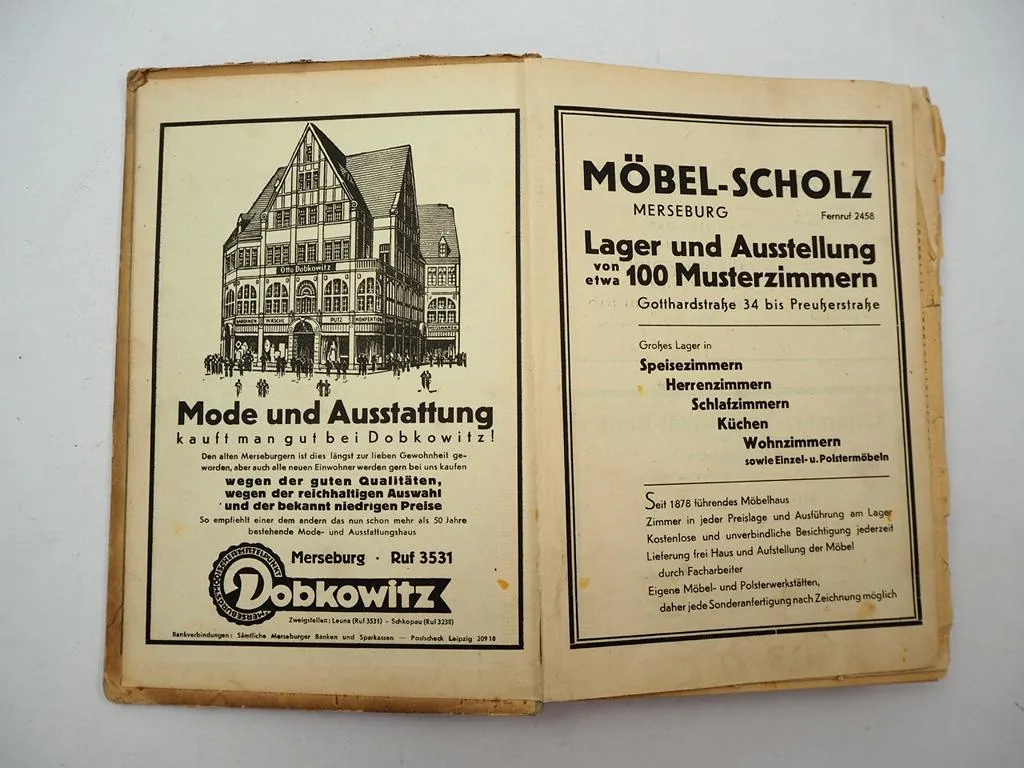 Otto Dobkowitz
GARDINEN WÄSCHE PUTZ KONFEKTION
Mode und Ausstattung
kauft man gut bei Dobkowitz!
Den alten Merseburgern ist dies längst zur lieben Gewohnheit ge-
worden, aber auch alle neuen Einwohner werden gern bei uns kaufen
wegen der guten Qualitäten,
wegen der reichhaltigen Auswahl
und der bekannt niedrigen Preise
So empfiehlt einer dem andern das nun schon mehr als 50 Jahre
bestehende Mode- und Ausstattungshaus
Merseburg · Ruf 3531
MERSEBURGS MODISCHER MITTELPUNKT
Dobkowitz
Zweigstellen: Leuna (Ruf 3531) - Schkopau (Ruf 3238)
Bankverbindungen: Sämtliche Merseburger Banken und Sparkassen — Postscheck Leipzig 209 18
MÖBEL-SCHOLZ
MERSEBURG Fernruf 2458
Lager und Ausstellung
von etwa 100 Musterzimmern
Gotthardstraße 34 bis Preußerstraße
Großes Lager in
Speisezimmern
Herrenzimmern
Schlafzimmern
Küchen
Wohnzimmern
sowie Einzel- u. Polstermöbeln
Seit 1878 führendes Möbelhaus
Zimmer in jeder Preislage und Ausführung am Lager
Kostenlose und unverbindliche Besichtigung jederzeit
Lieferung frei Haus und Aufstellung der Möbel
durch Facharbeiter
Eigene Möbel- und Polsterwerkstätten,
daher jede Sonderanfertigung nach Zeichnung möglich